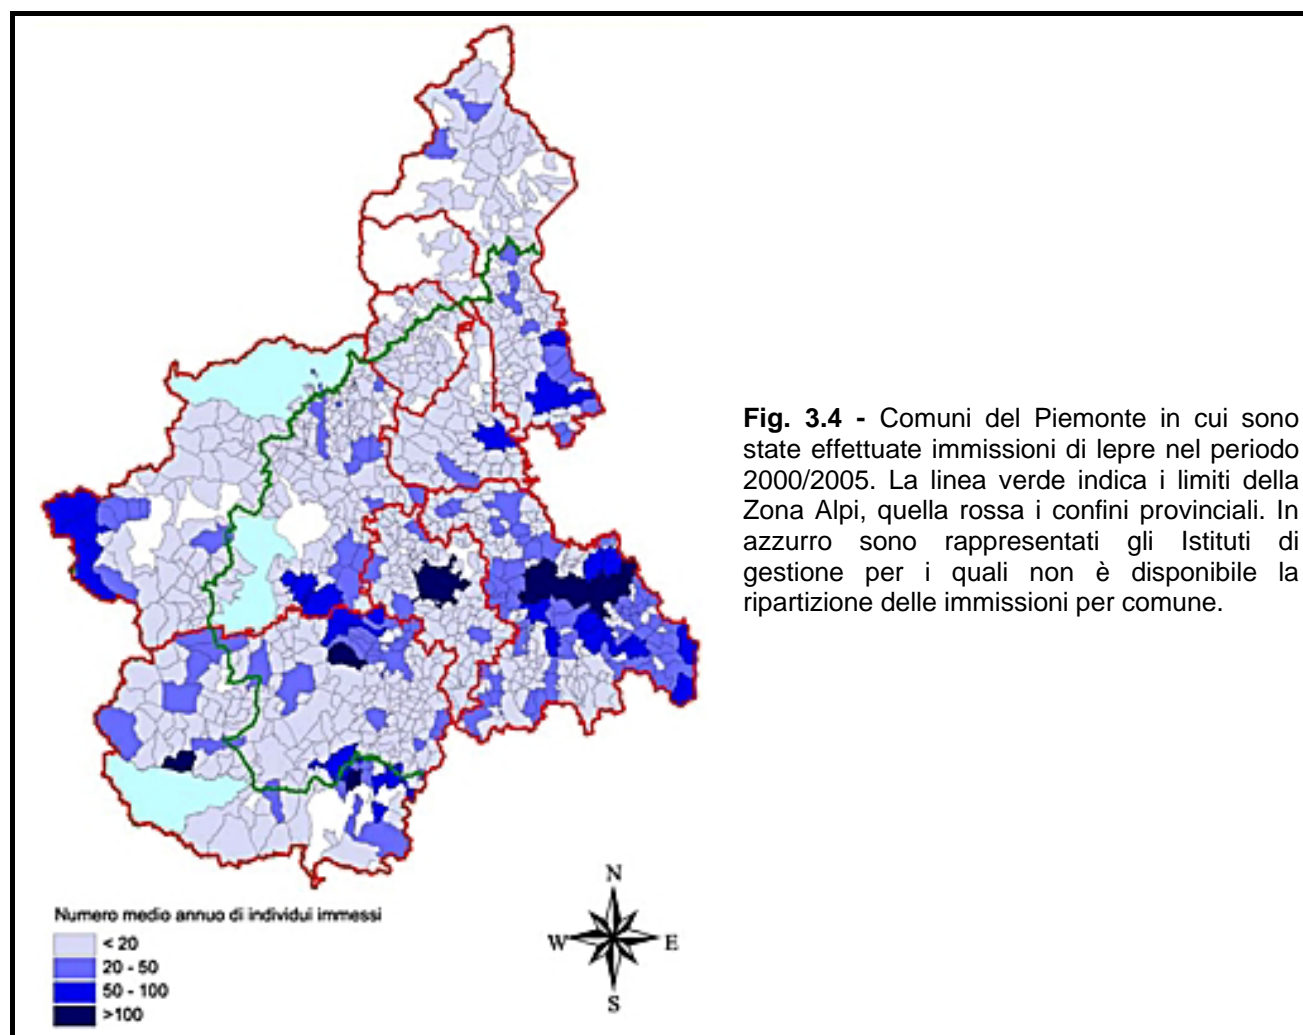 Fig. 3.4 - Comuni del Piemonte in cui sono
state effettuate immissioni di lepre nel periodo
2000/2005. La linea verde indica i limiti della
Zona Alpi, quella rossa i confini provinciali. In
azzurro sono rappresentati gli Istituti di
gestione per i quali non è disponibile la
ripartizione delle immissioni per comune.
Numero medio annuo di individui immessi
< 20
20 - 50
50 - 100
>100
N
W E
S